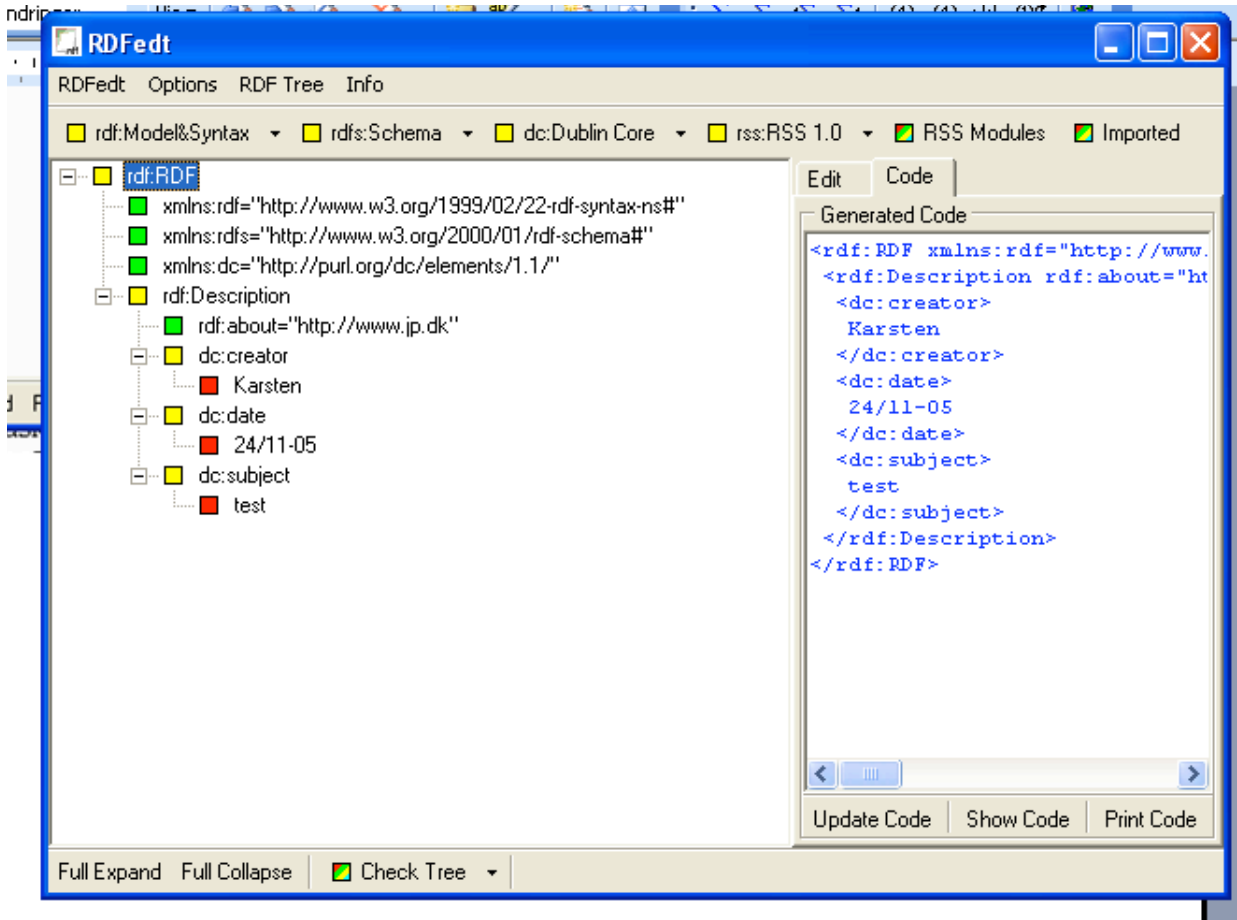 RDFedt
RDFedt Options RDF Tree Info
rdf:Model&Syntax rdfs:Schema dc:Dublin Core rss:RSS 1.0 RSS Modules Imported
rdf:RDF
xmlns:rdf="http://www.w3.org/1999/02/22-rdf-syntax-ns#"
xmlns:rdfs="http://www.w3.org/2000/01/rdf-schema#"
xmlns:dc="http://purl.org/dc/elements/1.1/"
rdf:Description
rdf:about="http://www.jp.dk"
dc:creator
Karsten
dc:date
24/11-05
dc:subject
test
Edit Code
Generated Code
<rdf:RDF xmlns:rdf="http://www.
<rdf:Description rdf:about="ht
<dc:creator>
Karsten
</dc:creator>
<dc:date>
24/11-05
</dc:date>
<dc:subject>
test
</dc:subject>
</rdf:Description>
</rdf:RDF>
Update Code Show Code Print Code
Full Expand Full Collapse Check Tree